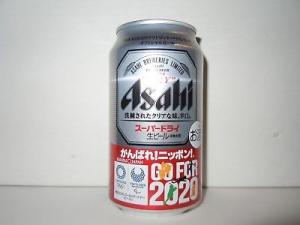 ASAHI BREWERIES LIMITED
Asahi
洗練されたクリアな味、辛口。
スーパードライ
生ビール
お酒
がんばれ!ニッポン!
GO FOR
2020